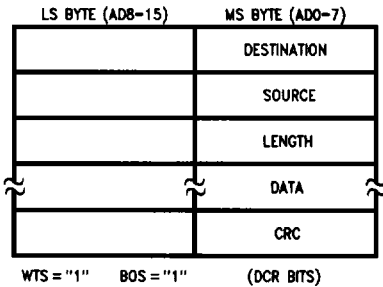 LS BYTE (AD8-15) MS BYTE (AD0-7)
DESTINATION
SOURCE
LENGTH
DATA
CRC
WTS = "1" BOS = "1" (DCR BITS)